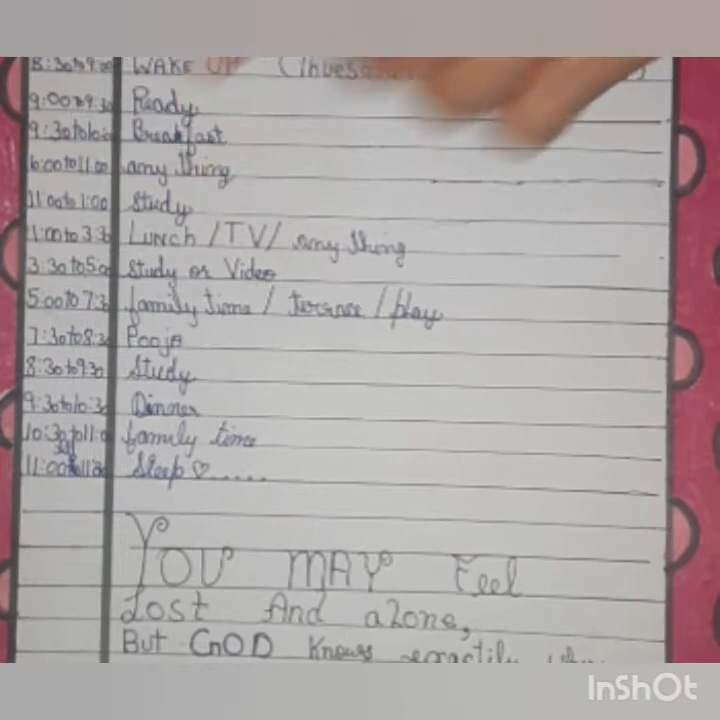 8:30 to 9:00 WAKE UP
9:00 to 9:30 Ready
9:30 to 10:00 Breakfast
10:00 to 11:00 any thing
11:00 to 1:00 Study
1:00 to 3:30 Lunch / TV / any thing
3:30 to 5:00 Study or Video
5:00 to 7:30 family time / terrace / play
7:30 to 8:30 Pooja
8:30 to 9:30 Study
9:30 to 10:30 Dinner
10:30 to 11:00 family time
11:00 Sleep ♡......
YOU MAY Feel
Lost And alone,
But GOD Knows exactily
InShOt